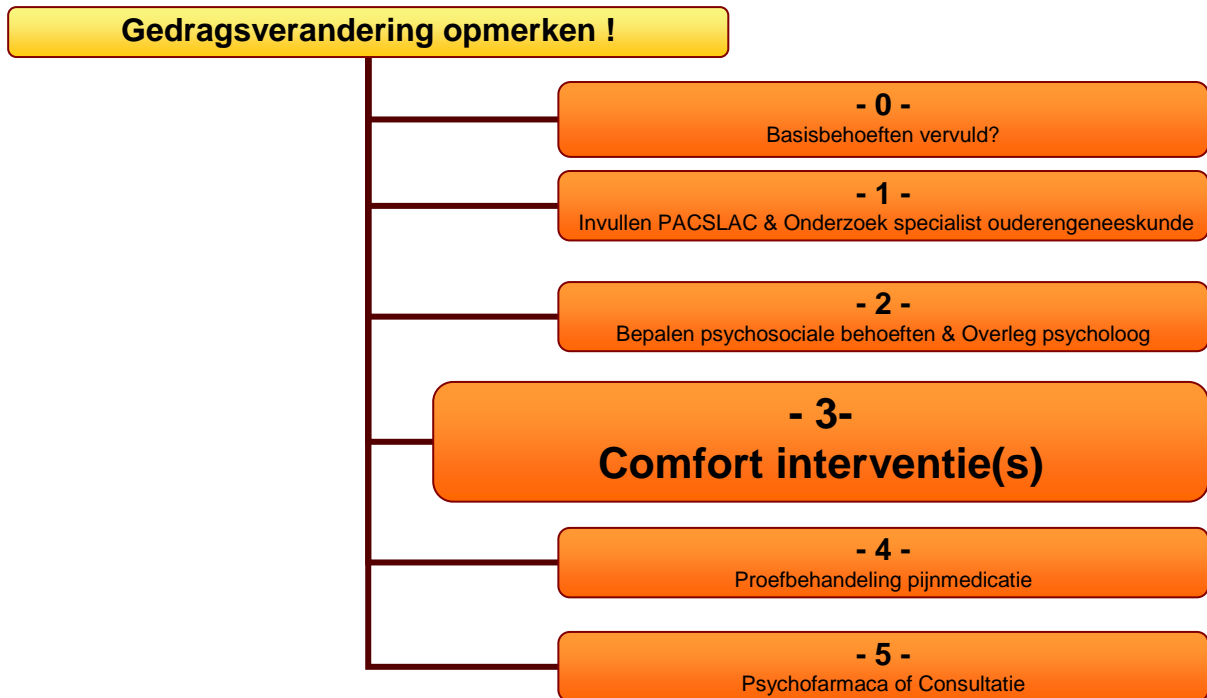 Gedragsverandering opmerken !
- 0 -
Basisbehoeften vervuld?
- 1 -
Invullen PACSLAC & Onderzoek specialist ouderengeneeskunde
- 2 -
Bepalen psychosociale behoeften & Overleg psycholoog
- 3-
Comfort interventie(s)
- 4 -
Proefbehandeling pijnmedicatie
- 5 -
Psychofarmaca of Consultatie